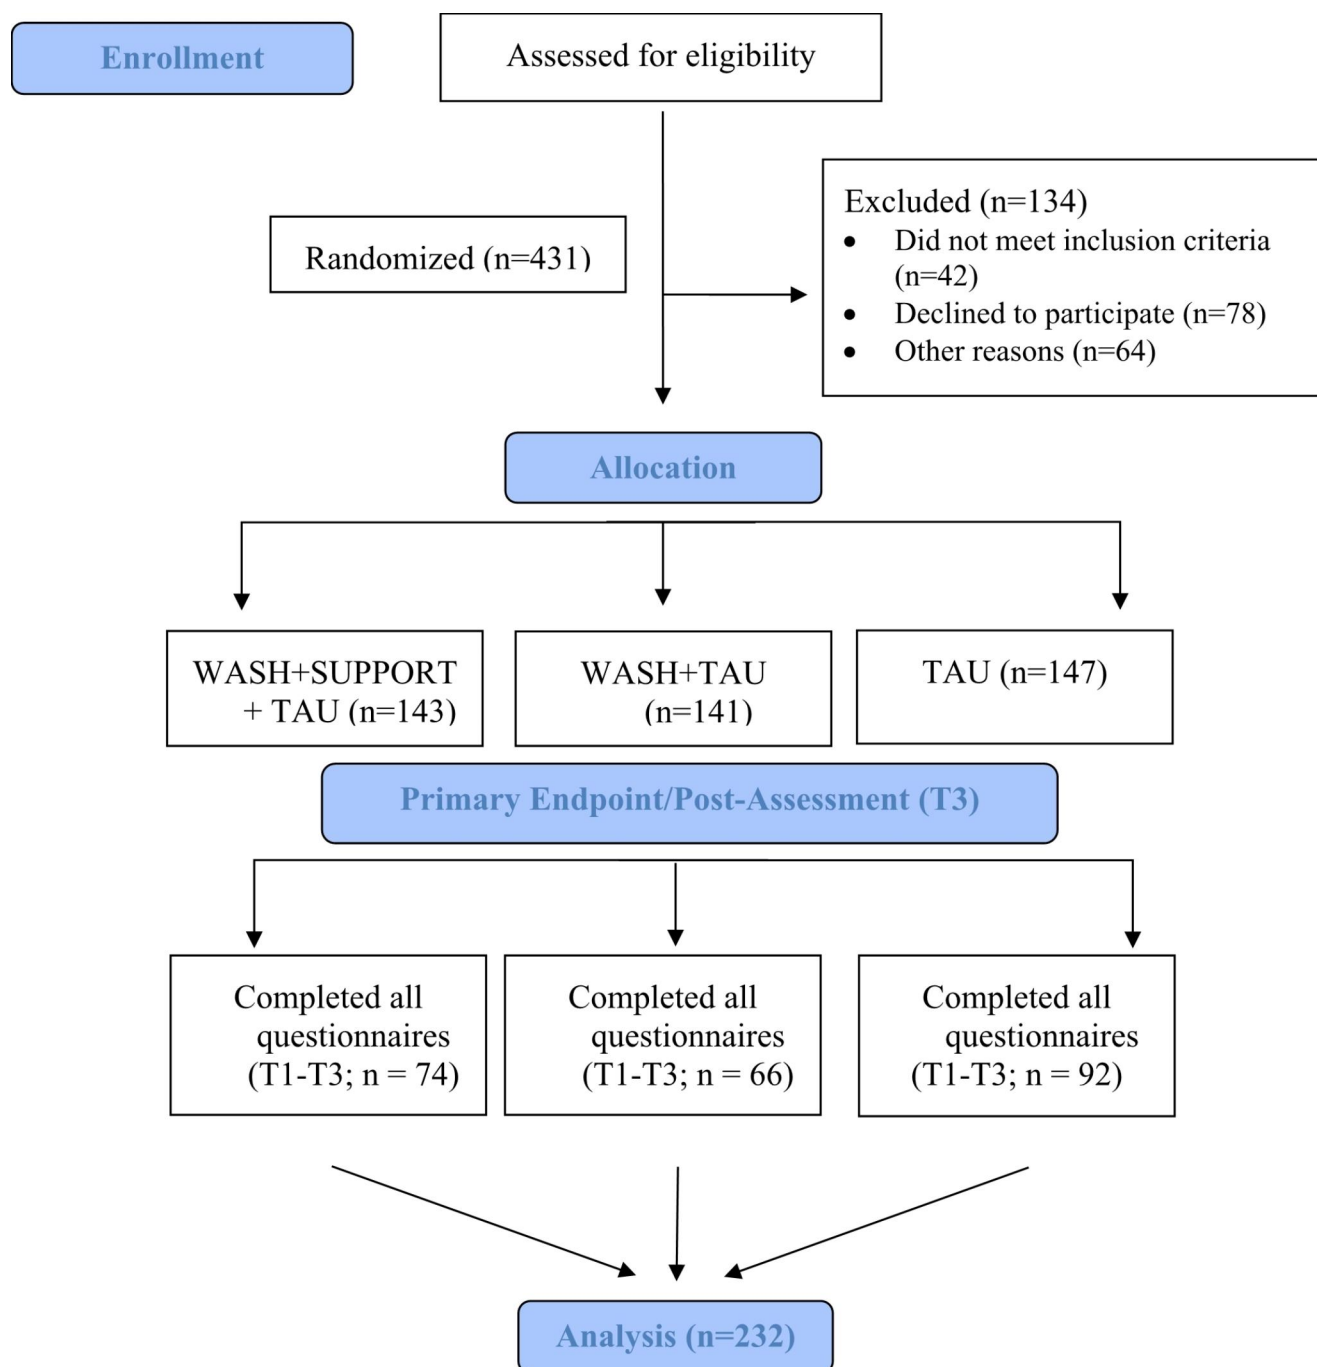 Enrollment
Assessed for eligibility
Randomized (n=431)
Excluded (n=134)
• Did not meet inclusion criteria
(n=42)
• Declined to participate (n=78)
• Other reasons (n=64)
Allocation
WASH+SUPPORT
+ TAU (n=143)
WASH+TAU
(n=141)
TAU (n=147)
Primary Endpoint/Post-Assessment (T3)
Completed all
questionnaires
(T1-T3; n = 74)
Completed all
questionnaires
(T1-T3; n = 66)
Completed all
questionnaires
(T1-T3; n = 92)
Analysis (n=232)